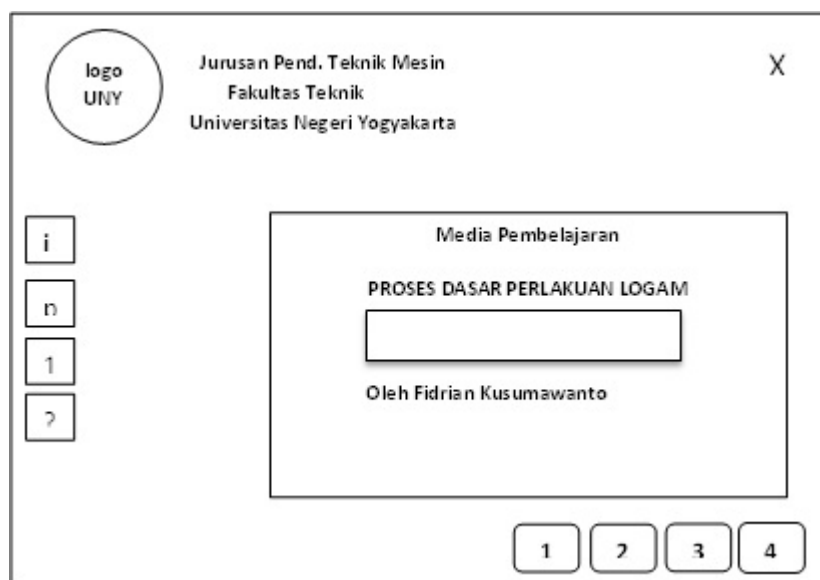 logo
UNY
Jurusan Pend. Teknik Mesin
Fakultas Teknik
Universitas Negeri Yogyakarta
X
i
n
1
?
Media Pembelajaran
PROSES DASAR PERLAKUAN LOGAM
Oleh Fidrian Kusumawanto
1 2 3 4